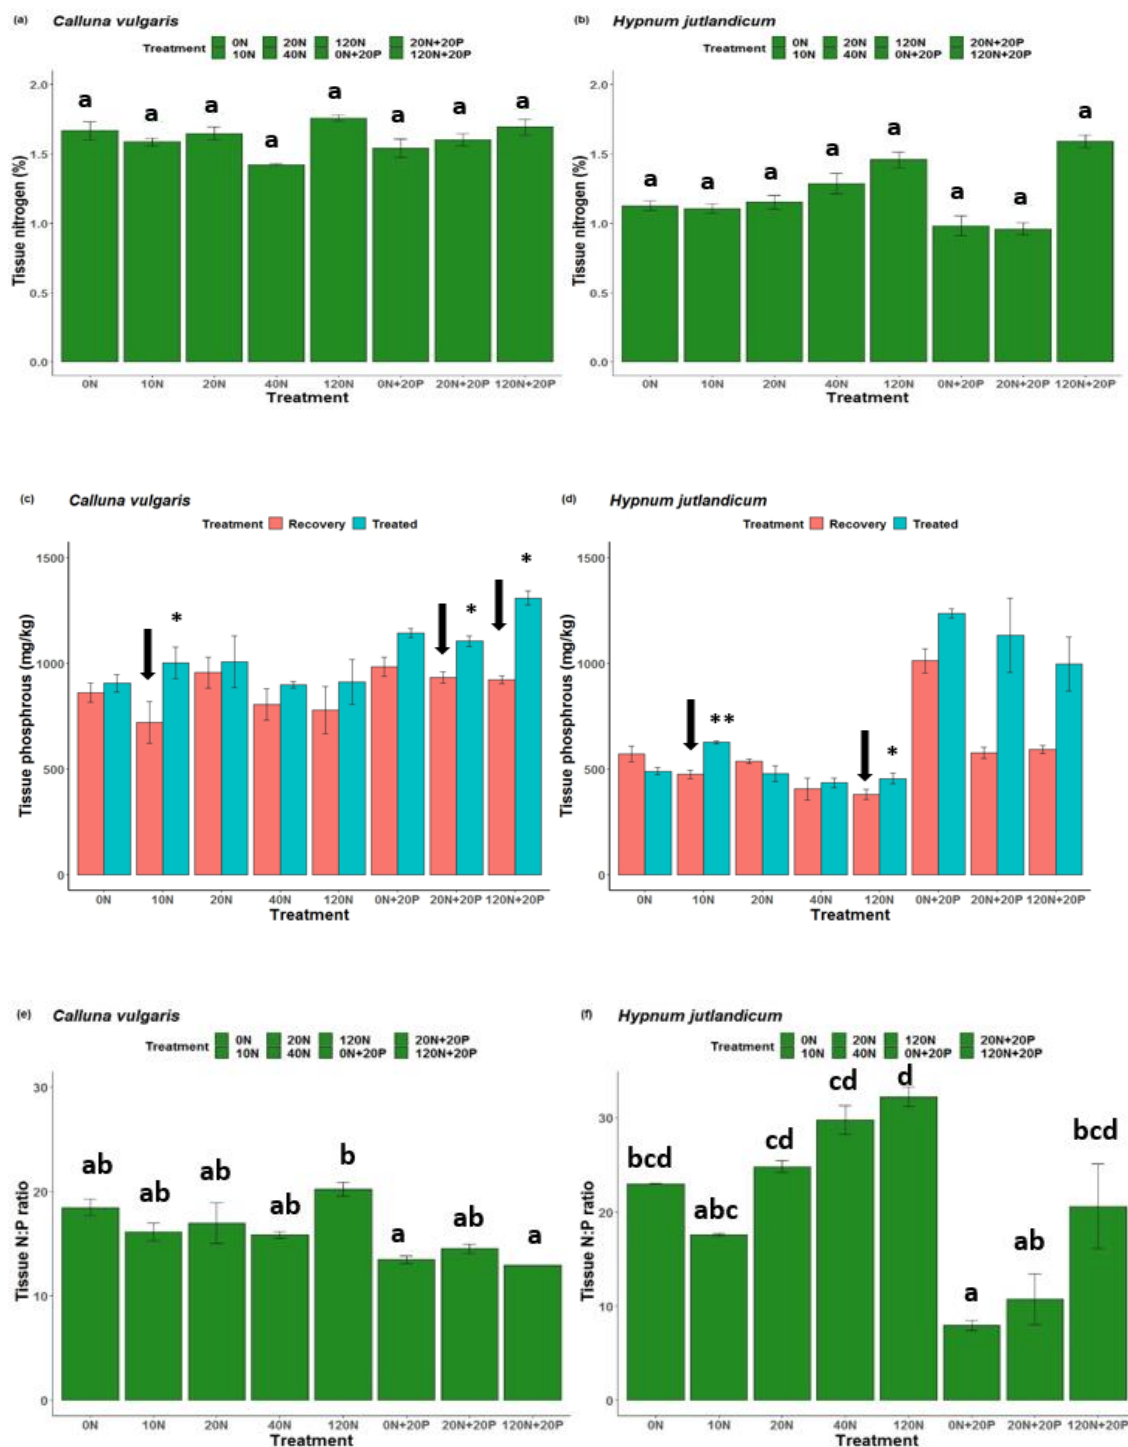 (a) Calluna vulgaris
Treatment 0N 20N 120N 20N+20P
10N 40N 0N+20P 120N+20P
Tissue nitrogen (%)
2.0
1.5
1.0
0.5
0.0
a a a a a a a a
0N 10N 20N 40N 120N 0N+20P 20N+20P 120N+20P
Treatment
(b) Hypnum jutlandicum
Treatment 0N 20N 120N 20N+20P
10N 40N 0N+20P 120N+20P
Tissue nitrogen (%)
2.0
1.5
1.0
0.5
0.0
a a a a a a a a
0N 10N 20N 40N 120N 0N+20P 20N+20P 120N+20P
Treatment
(c) Calluna vulgaris
Treatment Recovery Treated
Tissue phosphrous (mg/kg)
1500
1000
500
0
* * *
0N 10N 20N 40N 120N 0N+20P 20N+20P 120N+20P
Treatment
(d) Hypnum jutlandicum
Treatment Recovery Treated
Tissue phosphrous (mg/kg)
1500
1000
500
0
** *
0N 10N 20N 40N 120N 0N+20P 20N+20P 120N+20P
Treatment
(e) Calluna vulgaris
Treatment 0N 20N 120N 20N+20P
10N 40N 0N+20P 120N+20P
Tissue N:P ratio
30
20
10
0
ab ab ab ab b a ab a
0N 10N 20N 40N 120N 0N+20P 20N+20P 120N+20P
Treatment
(f) Hypnum jutlandicum
Treatment 0N 20N 120N 20N+20P
10N 40N 0N+20P 120N+20P
Tissue N:P ratio
30
20
10
0
bcd abc cd cd d a ab bcd
0N 10N 20N 40N 120N 0N+20P 20N+20P 120N+20P
Treatment